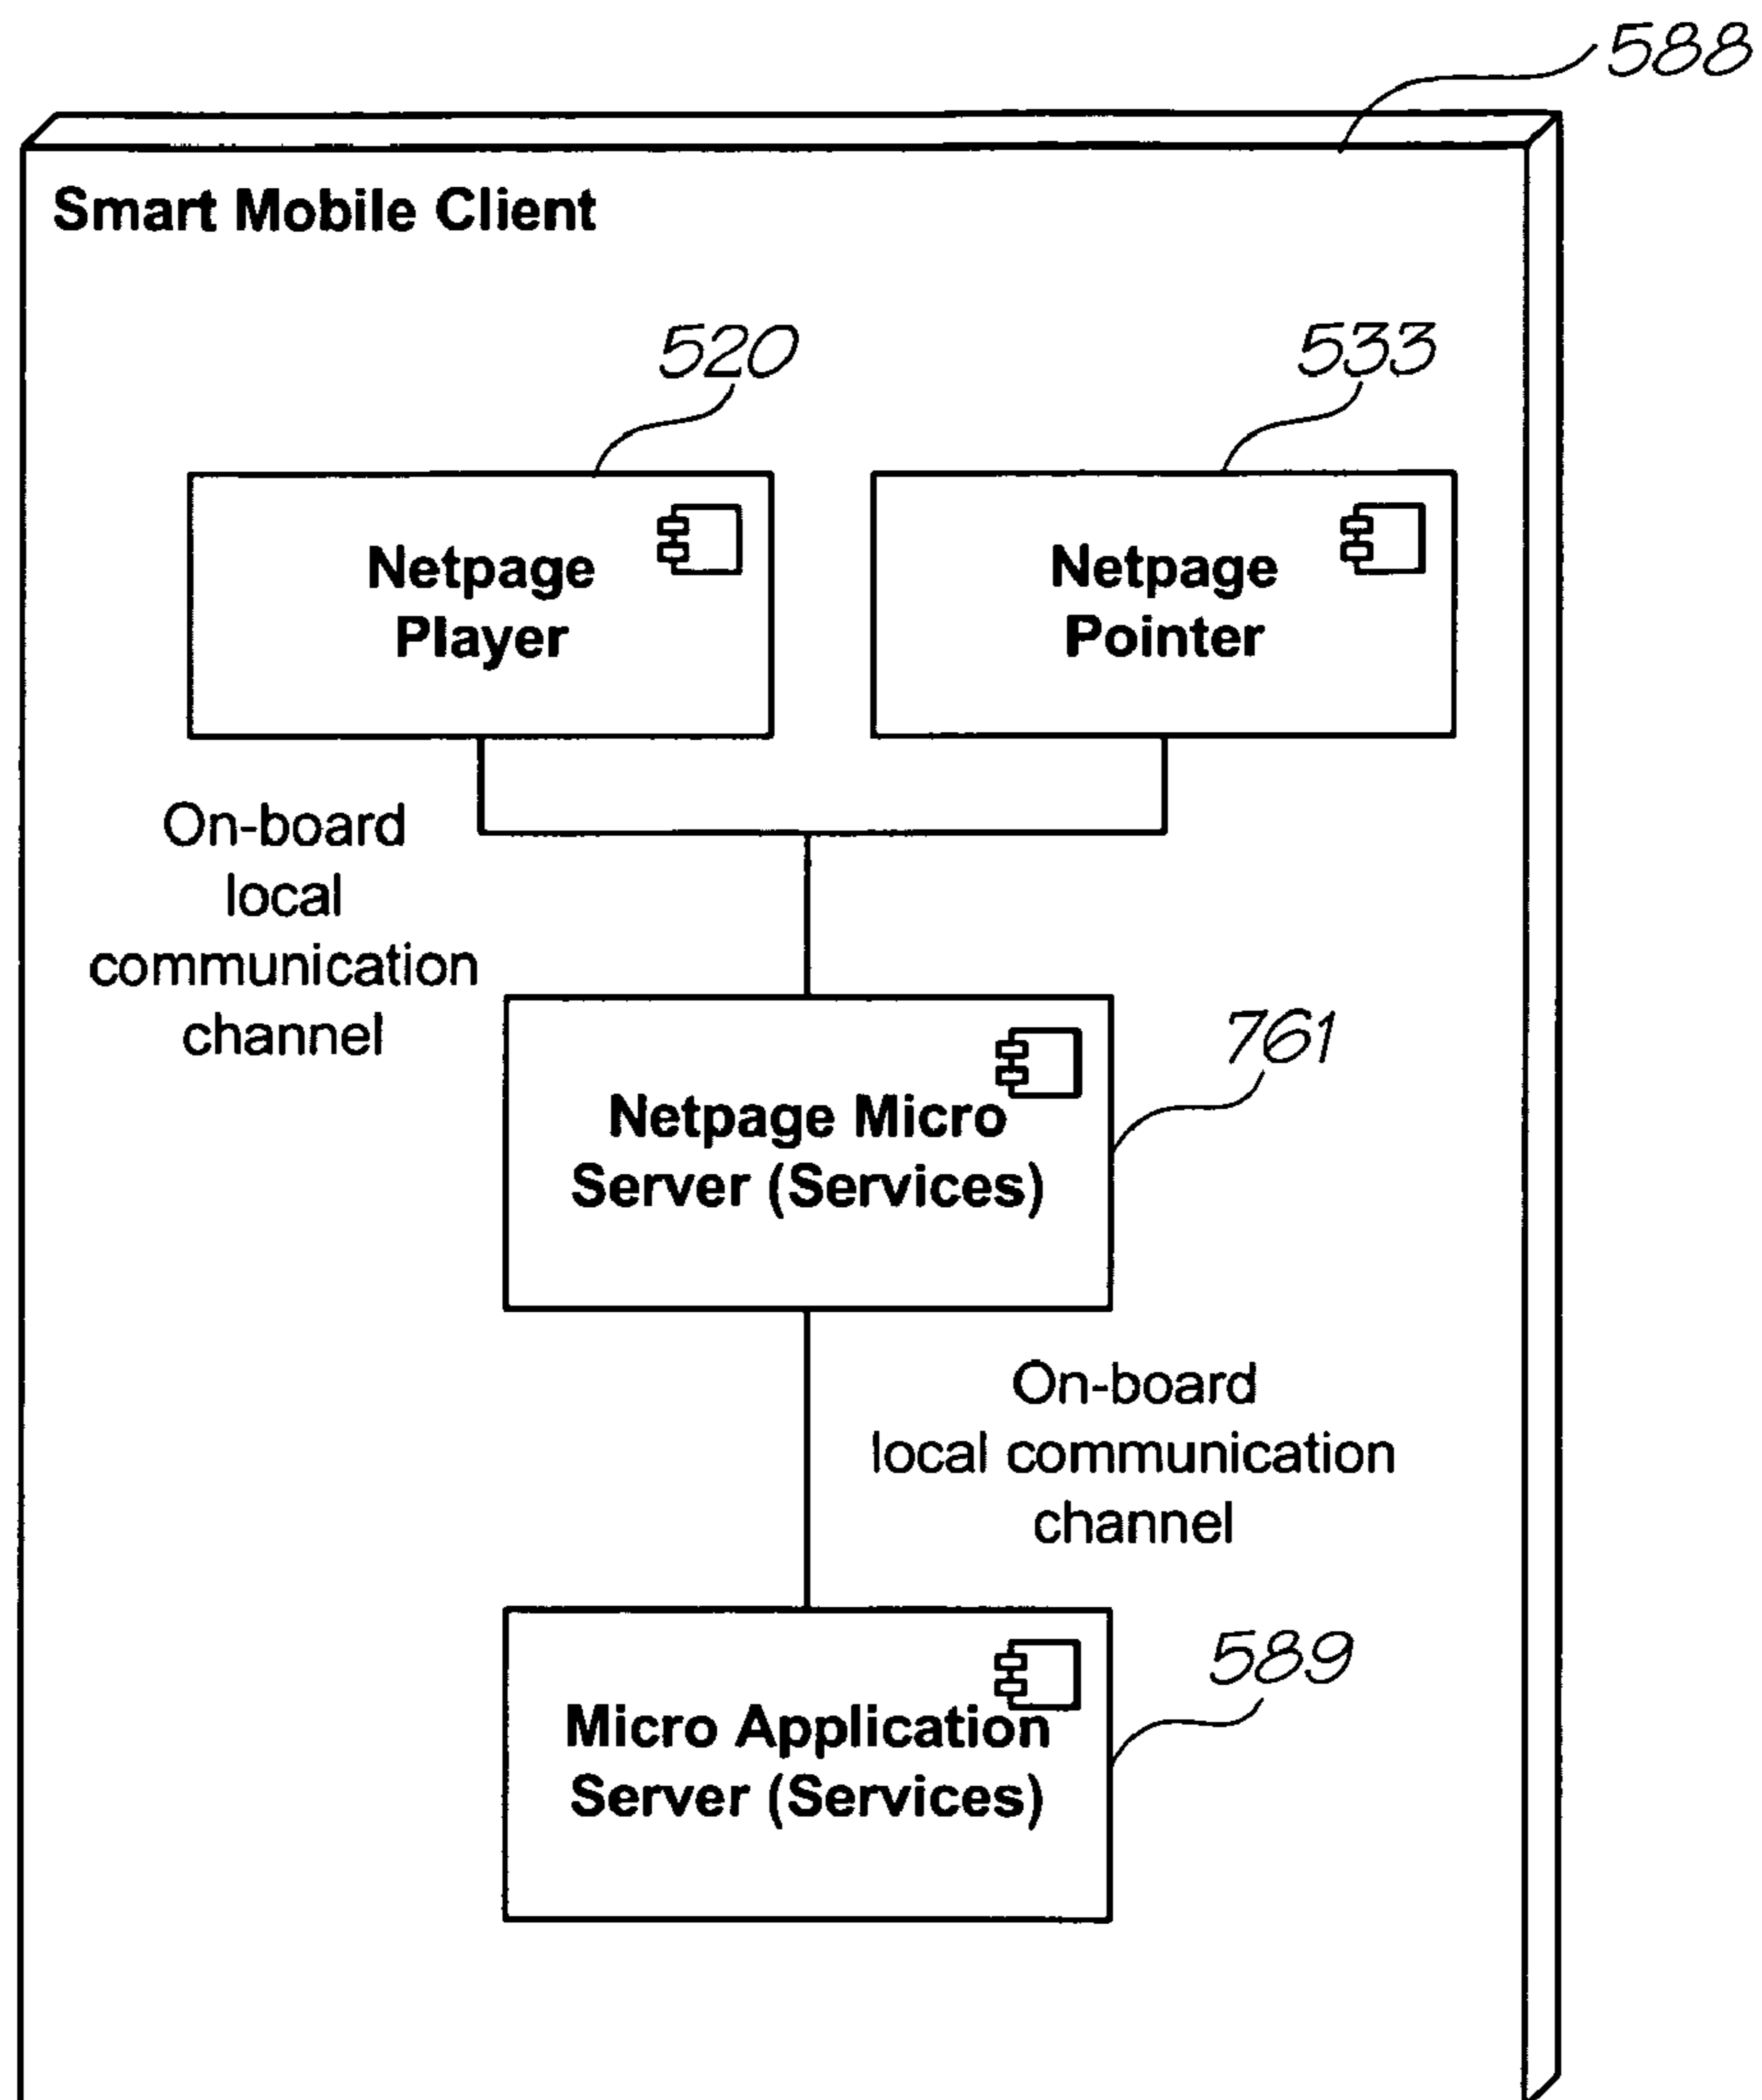 588
Smart Mobile Client
520
533
Netpage
Player
Netpage
Pointer
On-board
local
communication
channel
761
Netpage Micro
Server (Services)
On-board
local communication
channel
589
Micro Application
Server (Services)